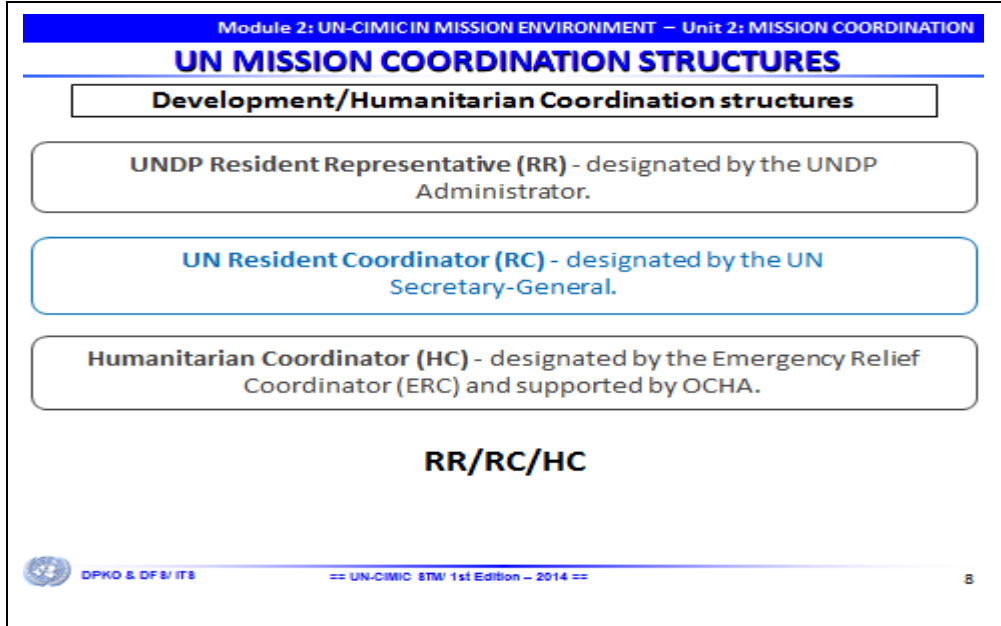 Module 2: UN-CIMIC IN MISSION ENVIRONMENT – Unit 2: MISSION COORDINATION
UN MISSION COORDINATION STRUCTURES
Development/Humanitarian Coordination structures
UNDP Resident Representative (RR) - designated by the UNDP
Administrator.
UN Resident Coordinator (RC) - designated by the UN
Secretary-General.
Humanitarian Coordinator (HC) - designated by the Emergency Relief
Coordinator (ERC) and supported by OCHA.
RR/RC/HC
DPKO & DFS/ ITS
== UN-CIMIC STM/ 1st Edition – 2014 ==
8